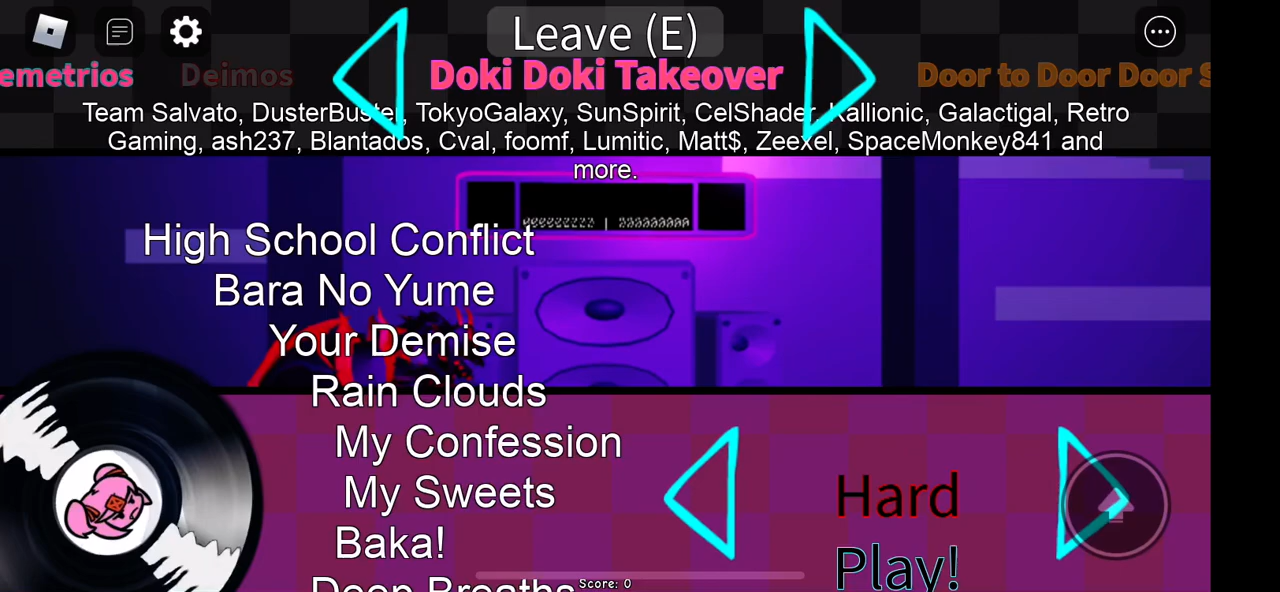 Leave (E)
emetrios
Deimos
Doki Doki Takeover
Door to Door Door S
Team Salvato, DusterBuster, TokyoGalaxy, SunSpirit, CelShader, Kallionic, Galactigal, Retro
Gaming, ash237, Blantados, Cval, foomf, Lumitic, Matt$, Zeexel, SpaceMonkey841 and
more.
High School Conflict
Bara No Yume
Your Demise
Rain Clouds
My Confession
My Sweets
Baka!
Deep Breaths
Hard
Play!
Score: 0